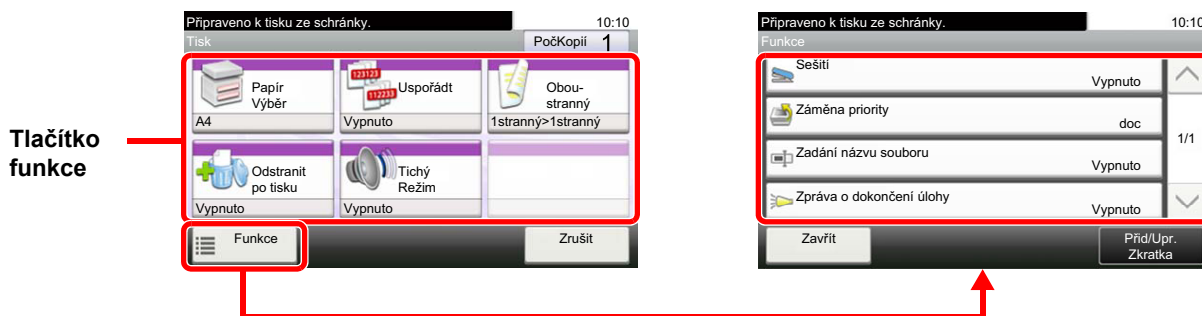 Připraveno k tisku ze schránky.
10:10
Tisk
PočKopií 1
Papír
Výběr
A4
123123
112233
Uspořádt
Vypnuto
Obou-
stranný
1stranný>1stranný
Odstranit
po tisku
Vypnuto
Tichý
Režim
Vypnuto
Funkce
Zrušit
Tlačítko
funkce
Připraveno k tisku ze schránky.
10:10
Funkce
Sešití
Vypnuto
Záměna priority
doc
Zadání názvu souboru
Vypnuto
Zpráva o dokončení úlohy
Vypnuto
1/1
Zavřít
Přid/Upr.
Zkratka